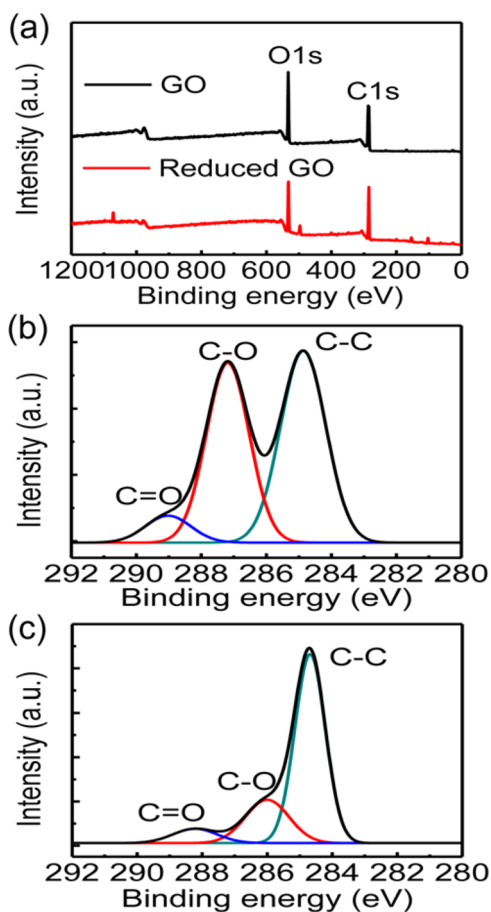 (a)
O1s
GO
C1s
Reduced GO
Intensity (a.u.)
1200 1000 800 600 400 200 0
Binding energy (eV)
(b)
C-O
C-C
C=O
Intensity (a.u.)
292 290 288 286 284 282 280
Binding energy (eV)
(c)
C-C
C-O
C=O
Intensity (a.u.)
292 290 288 286 284 282 280
Binding energy (eV)